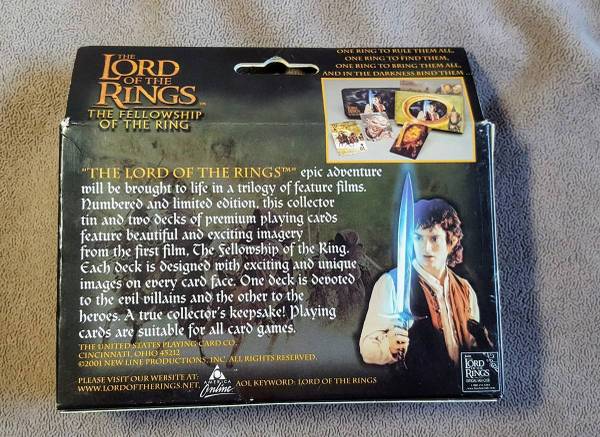 THE
LORD
OF THE
RINGS™
THE FELLOWSHIP
OF THE RING
ONE RING TO RULE THEM ALL.
ONE RING TO FIND THEM,
ONE RING TO BRING THEM ALL,
AND IN THE DARKNESS BIND THEM
"THE LORD OF THE RINGS™" epic adventure
will be brought to life in a trilogy of feature films.
Numbered and limited edition, this collector
tin and two decks of premium playing cards
feature beautiful and exciting imagery
from the first film, The Fellowship of the Ring.
Each deck is designed with exciting and unique
images on every card face. One deck is devoted
to the evil villains and the other to the
heroes. A true collector's keepsake! Playing
cards are suitable for all card games.
THE UNITED STATES PLAYING CARD CO.
CINCINNATI, OHIO 45212
©2001 NEW LINE PRODUCTIONS, INC. ALL RIGHTS RESERVED.
PLEASE VISIT OUR WEBSITE AT:
WWW.LORDOFTHERINGS.NET,
AMERICA
Online
AOL KEYWORD: LORD OF THE RINGS
LORD
OF THE
RINGS